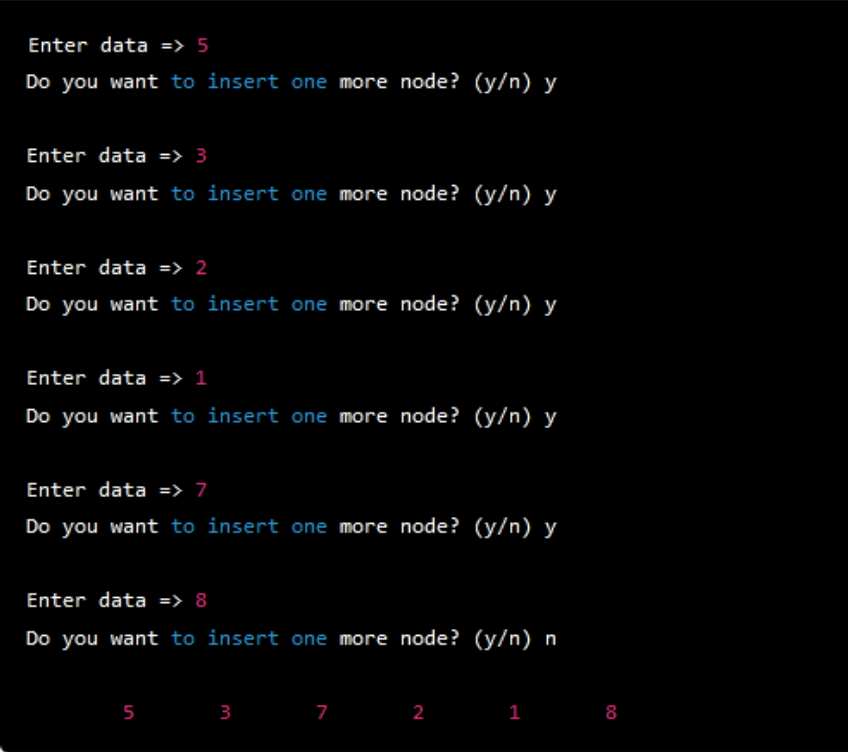 Enter data => 5
Do you want to insert one more node? (y/n) y
Enter data => 3
Do you want to insert one more node? (y/n) y
Enter data => 2
Do you want to insert one more node? (y/n) y
Enter data => 1
Do you want to insert one more node? (y/n) y
Enter data => 7
Do you want to insert one more node? (y/n) y
Enter data => 8
Do you want to insert one more node? (y/n) n
5 3 7 2 1 8